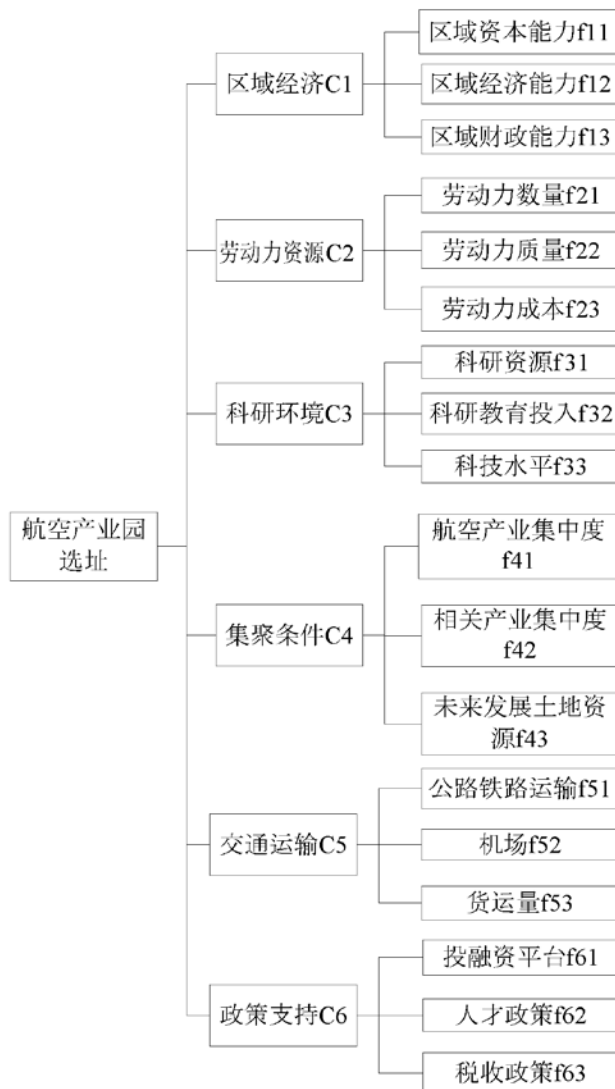 区域资本能力f11
区域经济C1
区域经济能力f12
区域财政能力f13
劳动力数量f21
劳动力资源C2
劳动力质量f22
劳动力成本f23
科研资源f31
科研环境C3
科研教育投入f32
科技水平f33
航空产业园
选址
航空产业集中度
f41
集聚条件C4
相关产业集中度
f42
未来发展土地资
源f43
公路铁路运输f51
交通运输C5
机场f52
货运量f53
投融资平台f61
政策支持C6
人才政策f62
税收政策f63